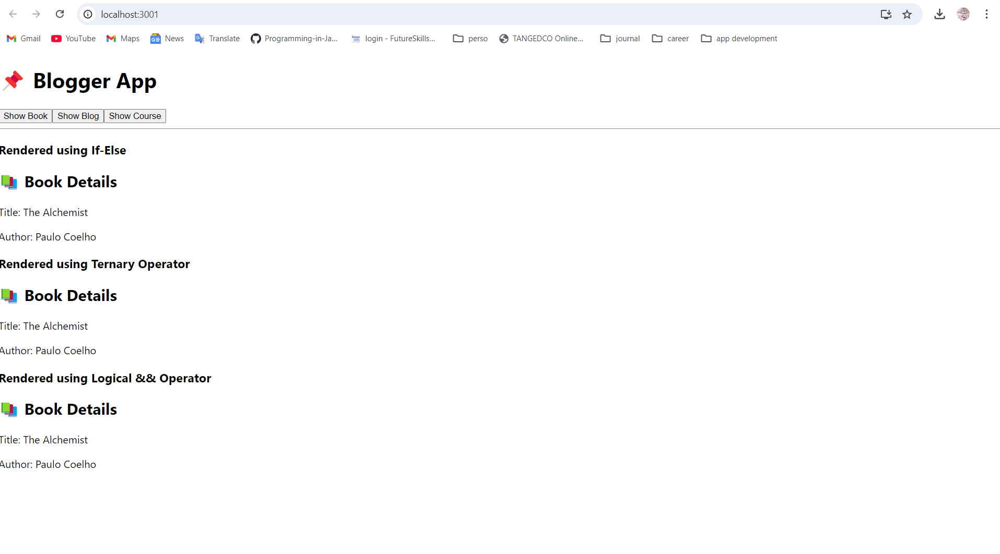 localhost:3001
Gmail YouTube Maps News Translate Programming-in-Ja... login - FutureSkills... perso TANGEDCO Online... journal career app development
📌 Blogger App
Show Book Show Blog Show Course
Rendered using If-Else
📚 Book Details
Title: The Alchemist
Author: Paulo Coelho
Rendered using Ternary Operator
📚 Book Details
Title: The Alchemist
Author: Paulo Coelho
Rendered using Logical && Operator
📚 Book Details
Title: The Alchemist
Author: Paulo Coelho